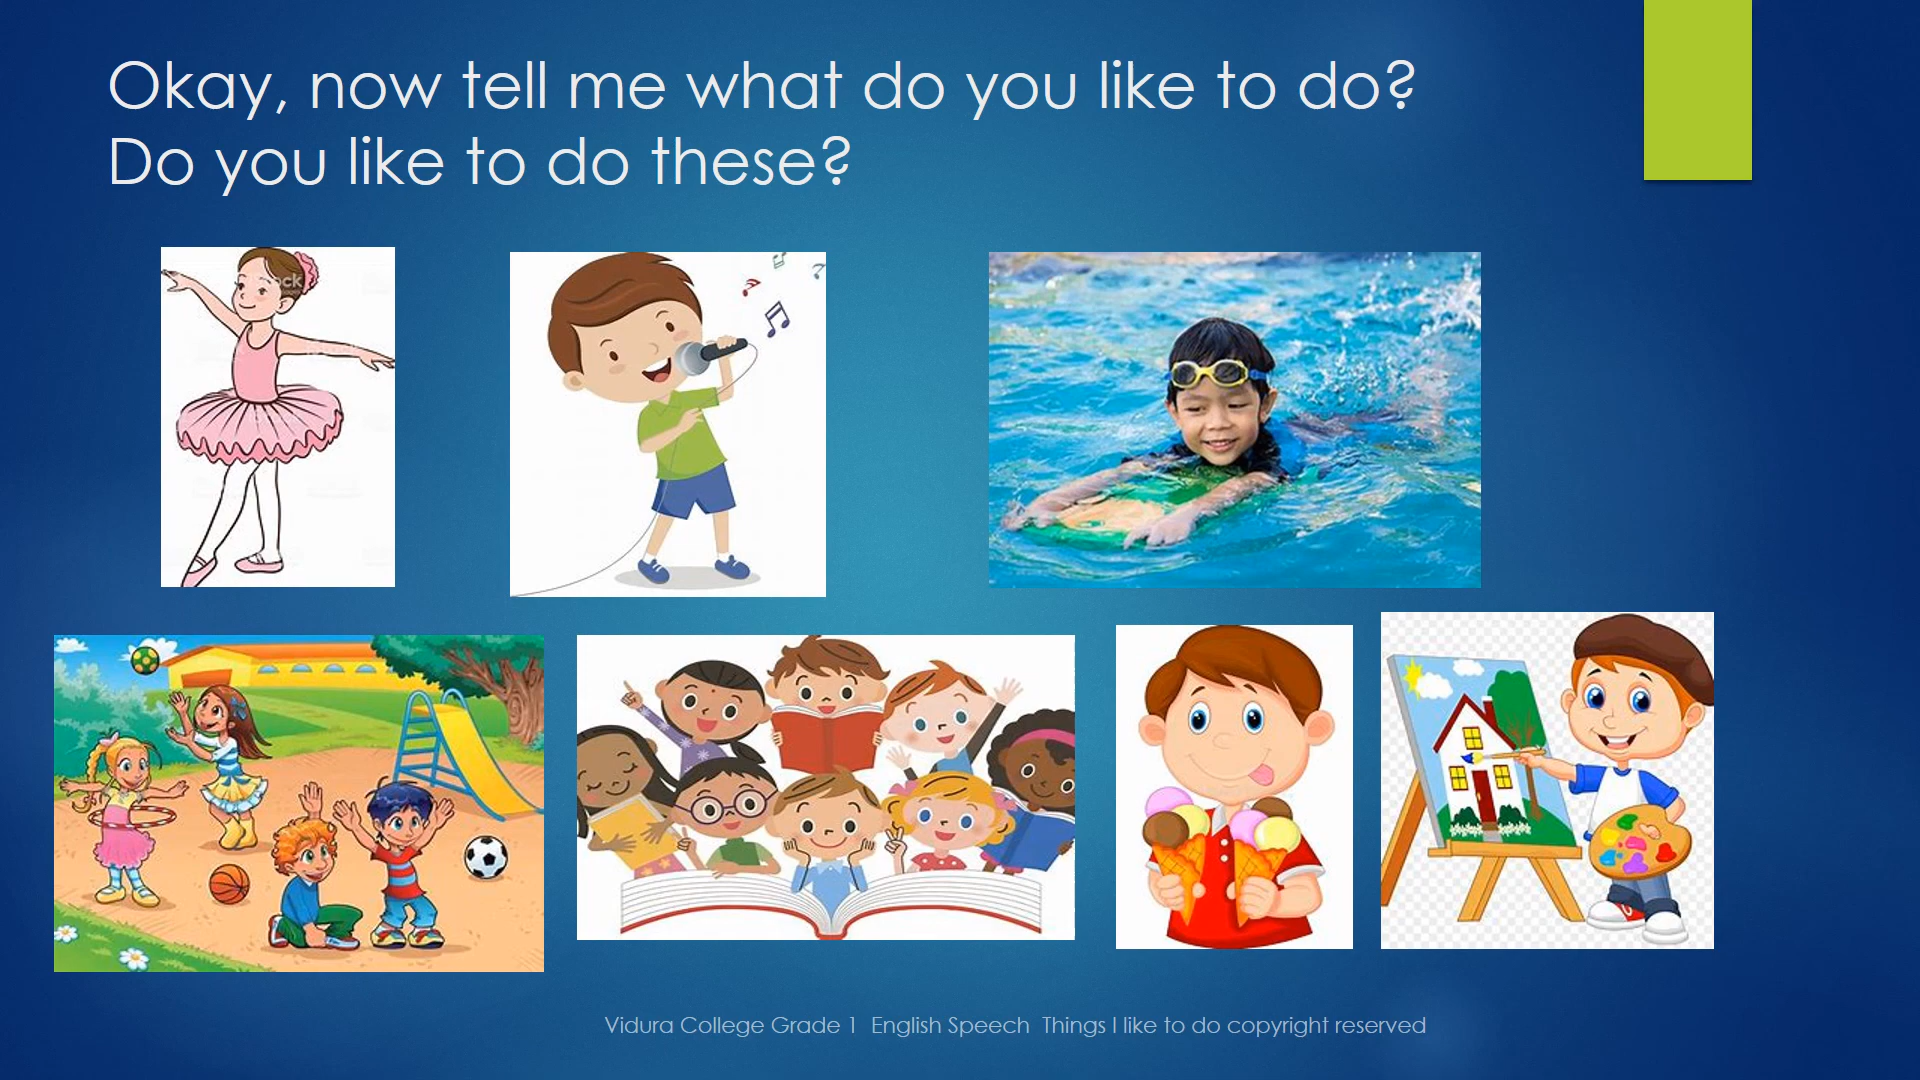 Okay, now tell me what do you like to do?
Do you like to do these?
ck
Vidura College Grade 1 English Speech Things I like to do copyright reserved